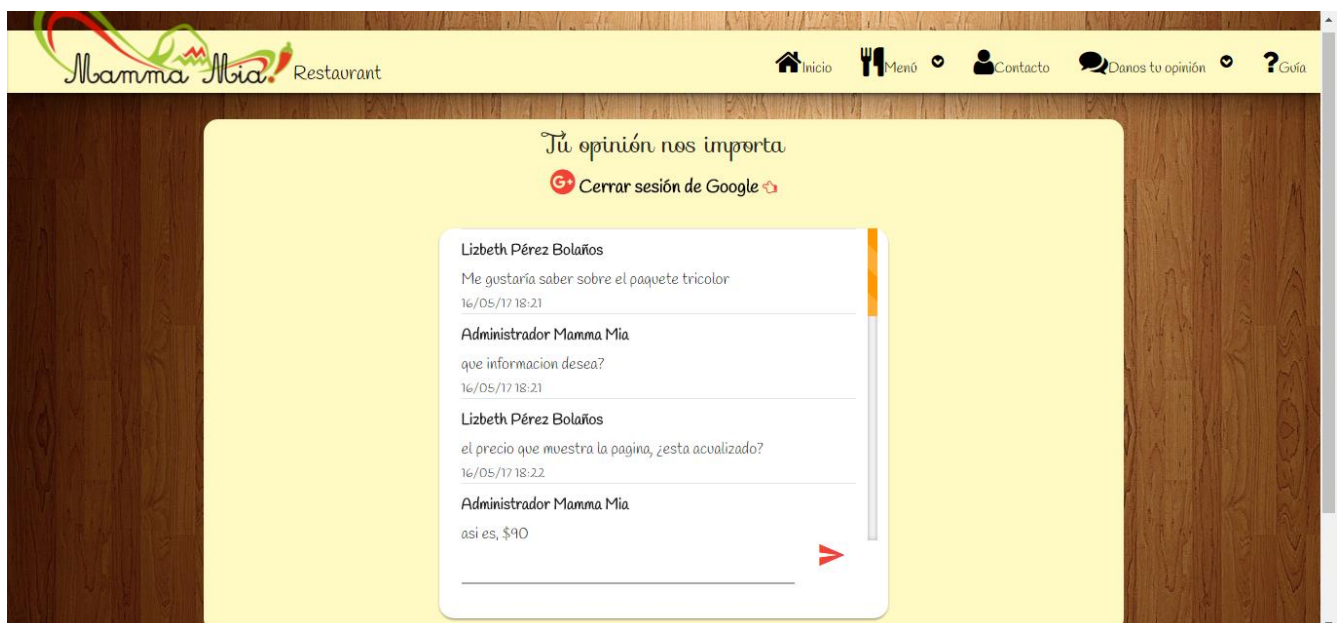 Mamma Mia! Restaurant
Inicio Menú Contacto Danos tu opinión ?Guía
Tú opinión nos importa
G+ Cerrar sesión de Google
Lizbeth Pérez Bolaños
Me gustaría saber sobre el paquete tricolor
16/05/17 18:21
Administrador Mamma Mia
que informacion desea?
16/05/17 18:21
Lizbeth Pérez Bolaños
el precio que muestra la pagina, ¿esta acualizado?
16/05/17 18:22
Administrador Mamma Mia
asi es, $90